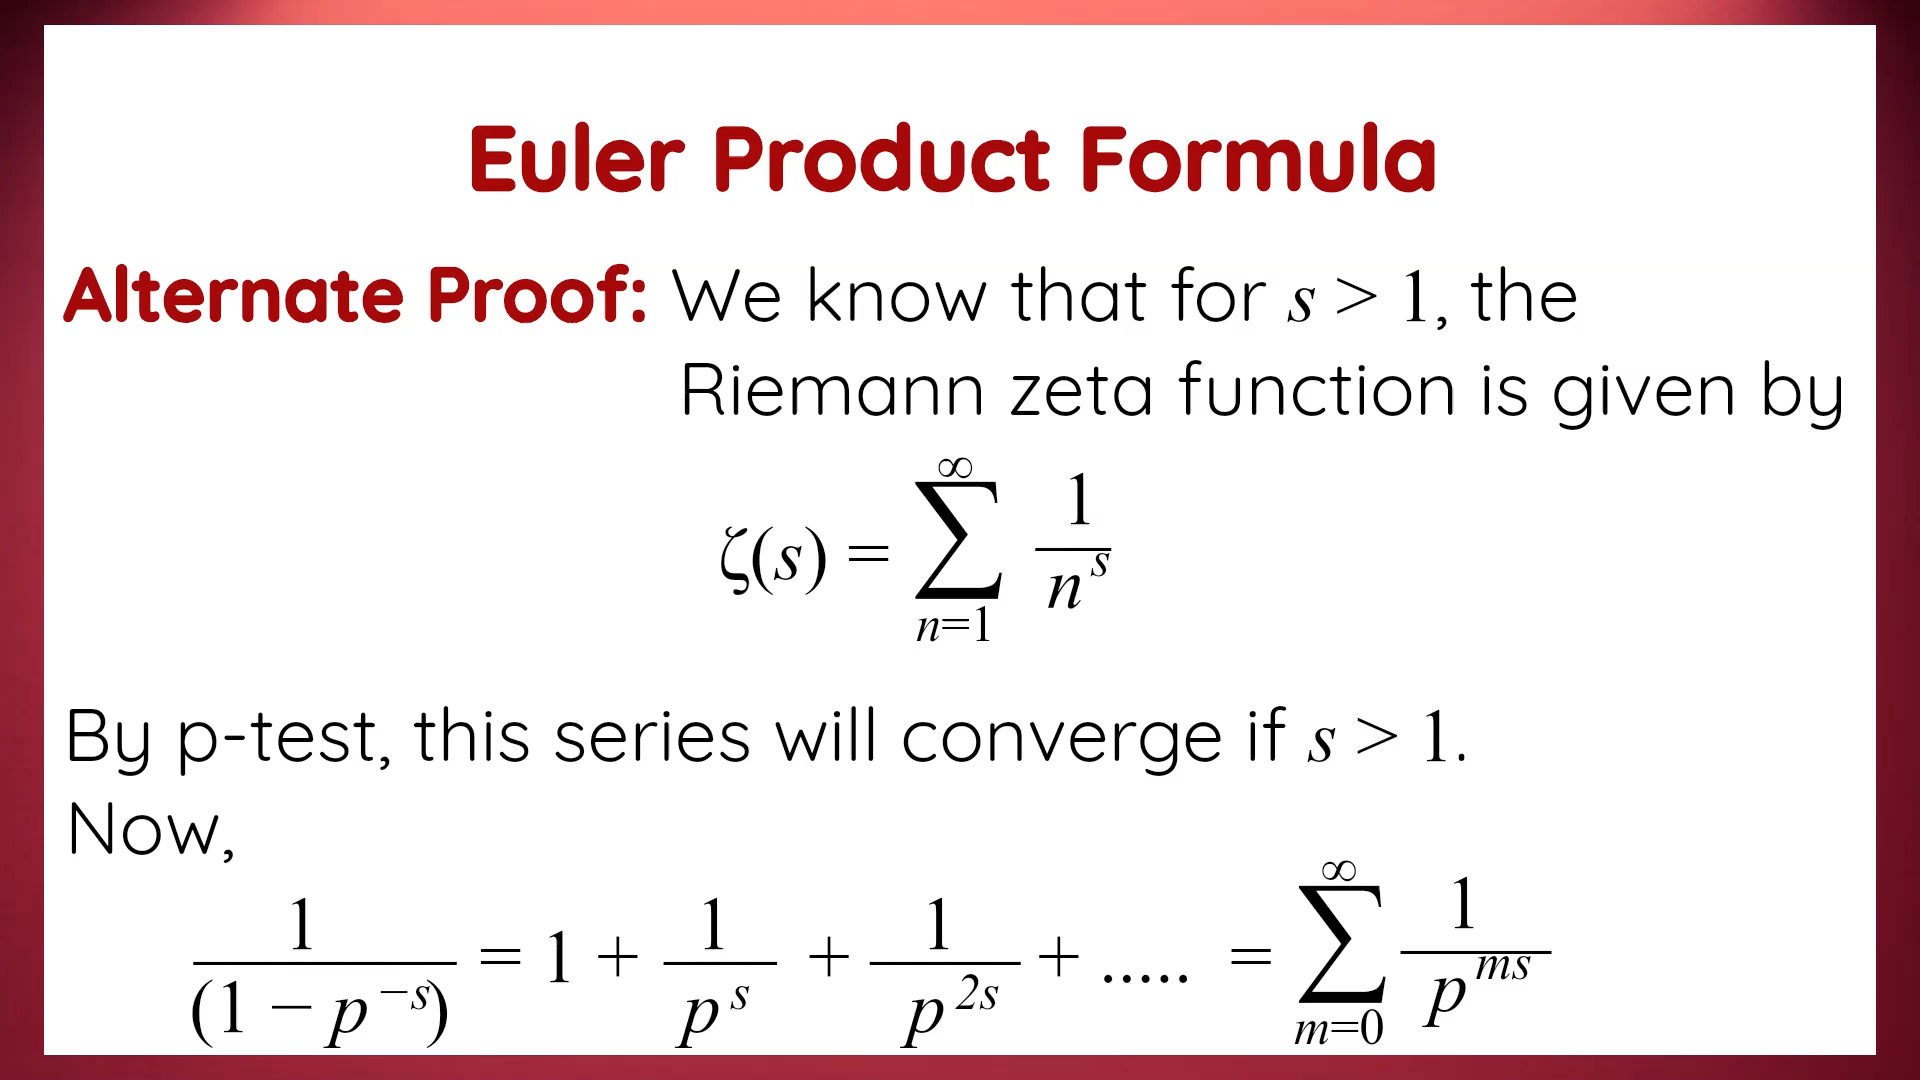 Euler Product Formula
Alternate Proof: We know that for s > 1, the
Riemann zeta function is given by
ζ(s) = ∑_{n=1}^{∞} 1/n^s
By p-test, this series will converge if s > 1.
Now,
1/(1 − p^{−s}) = 1 + 1/p^s + 1/p^{2s} + ..... = ∑_{m=0}^{∞} 1/p^{ms}